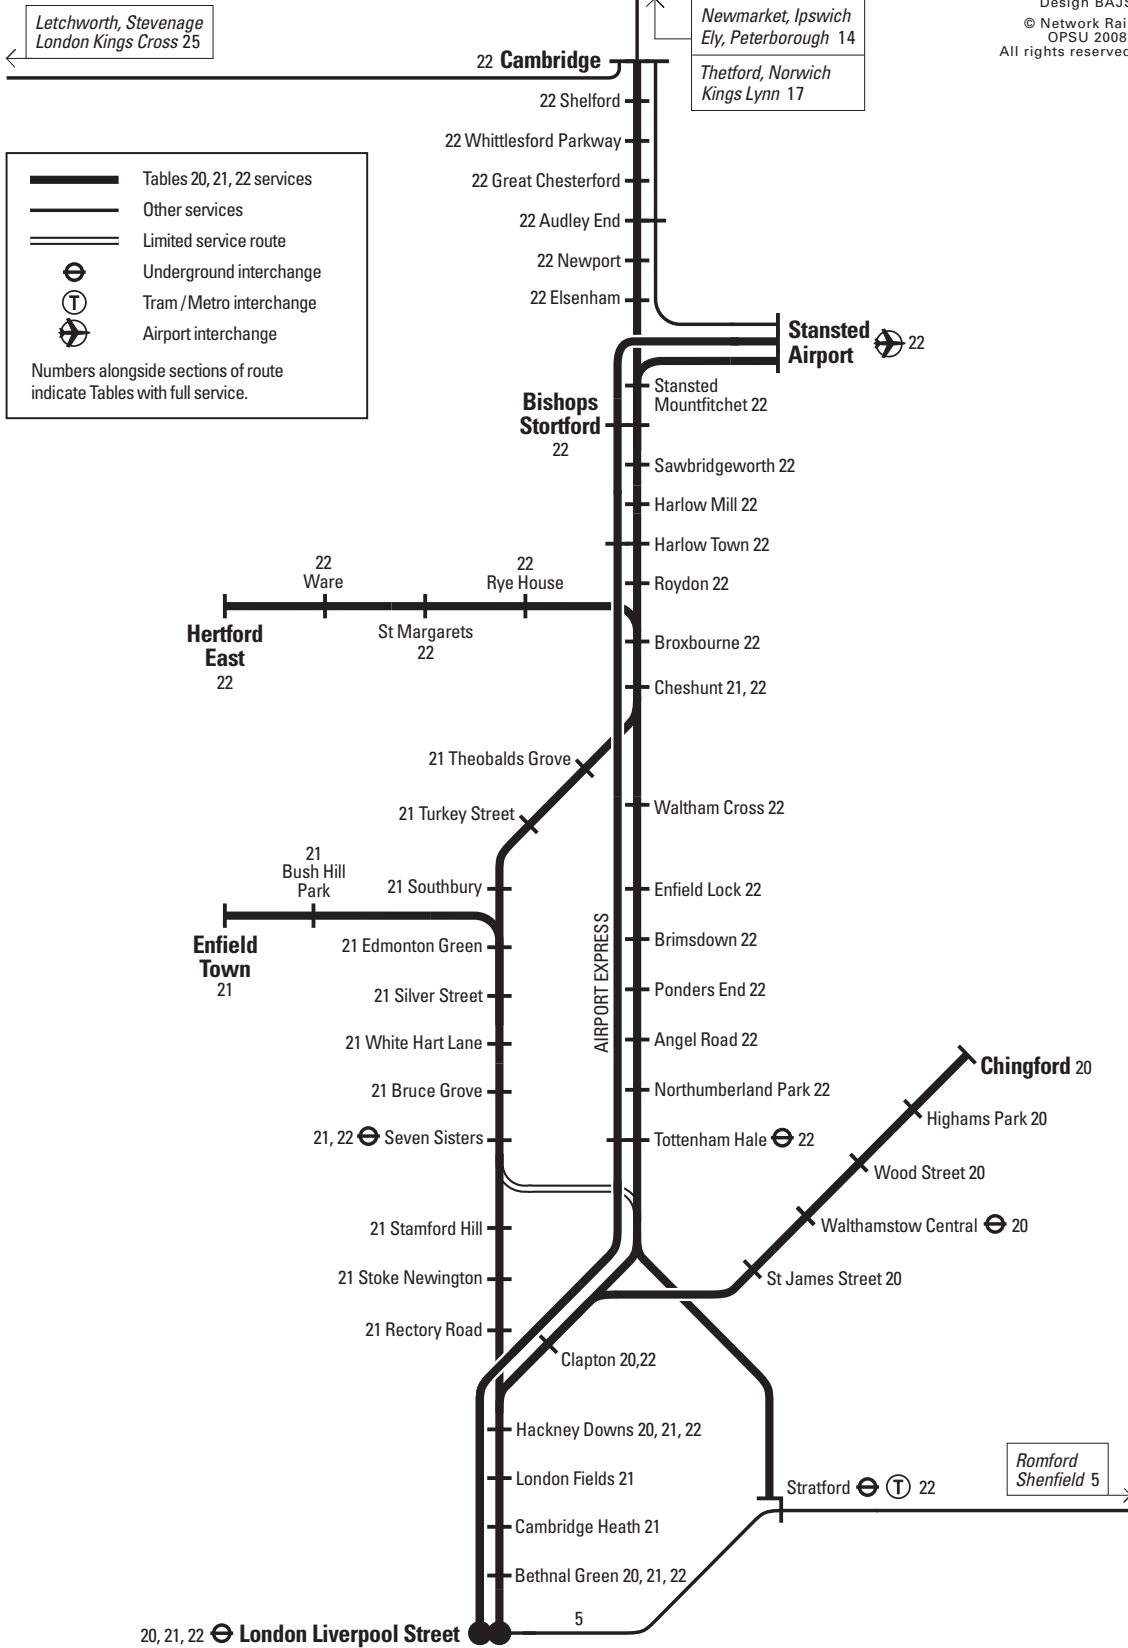 Letchworth, Stevenage
London Kings Cross 25
Newmarket, Ipswich
Ely, Peterborough 14
Thetford, Norwich
Kings Lynn 17
Design BAJS
© Network Rai
OPSU 2008
All rights reserved
22 Cambridge
22 Shelford
22 Whittlesford Parkway
22 Great Chesterford
22 Audley End
22 Newport
22 Elsenham
Tables 20, 21, 22 services
Other services
Limited service route
Underground interchange
T
Tram / Metro interchange
Airport interchange
Numbers alongside sections of route
indicate Tables with full service.
Stansted
Airport
22
Stansted
Mountfitchet 22
Bishops
Stortford
22
Sawbridgeworth 22
Harlow Mill 22
Harlow Town 22
22
Ware
22
Rye House
Roydon 22
Hertford
East
22
St Margarets
22
Broxbourne 22
Cheshunt 21, 22
21 Theobalds Grove
21 Turkey Street
Waltham Cross 22
21
Bush Hill
Park
21 Southbury
Enfield Lock 22
Enfield
Town
21
21 Edmonton Green
AIRPORT EXPRESS
Brimsdown 22
21 Silver Street
Ponders End 22
21 White Hart Lane
Angel Road 22
21 Bruce Grove
Northumberland Park 22
21, 22 Seven Sisters
Tottenham Hale 22
Chingford 20
Highams Park 20
Wood Street 20
Walthamstow Central 20
St James Street 20
21 Stamford Hill
21 Stoke Newington
21 Rectory Road
Clapton 20,22
Hackney Downs 20, 21, 22
London Fields 21
Cambridge Heath 21
Bethnal Green 20, 21, 22
Stratford T 22
Romford
Shenfield 5
5
20, 21, 22 London Liverpool Street